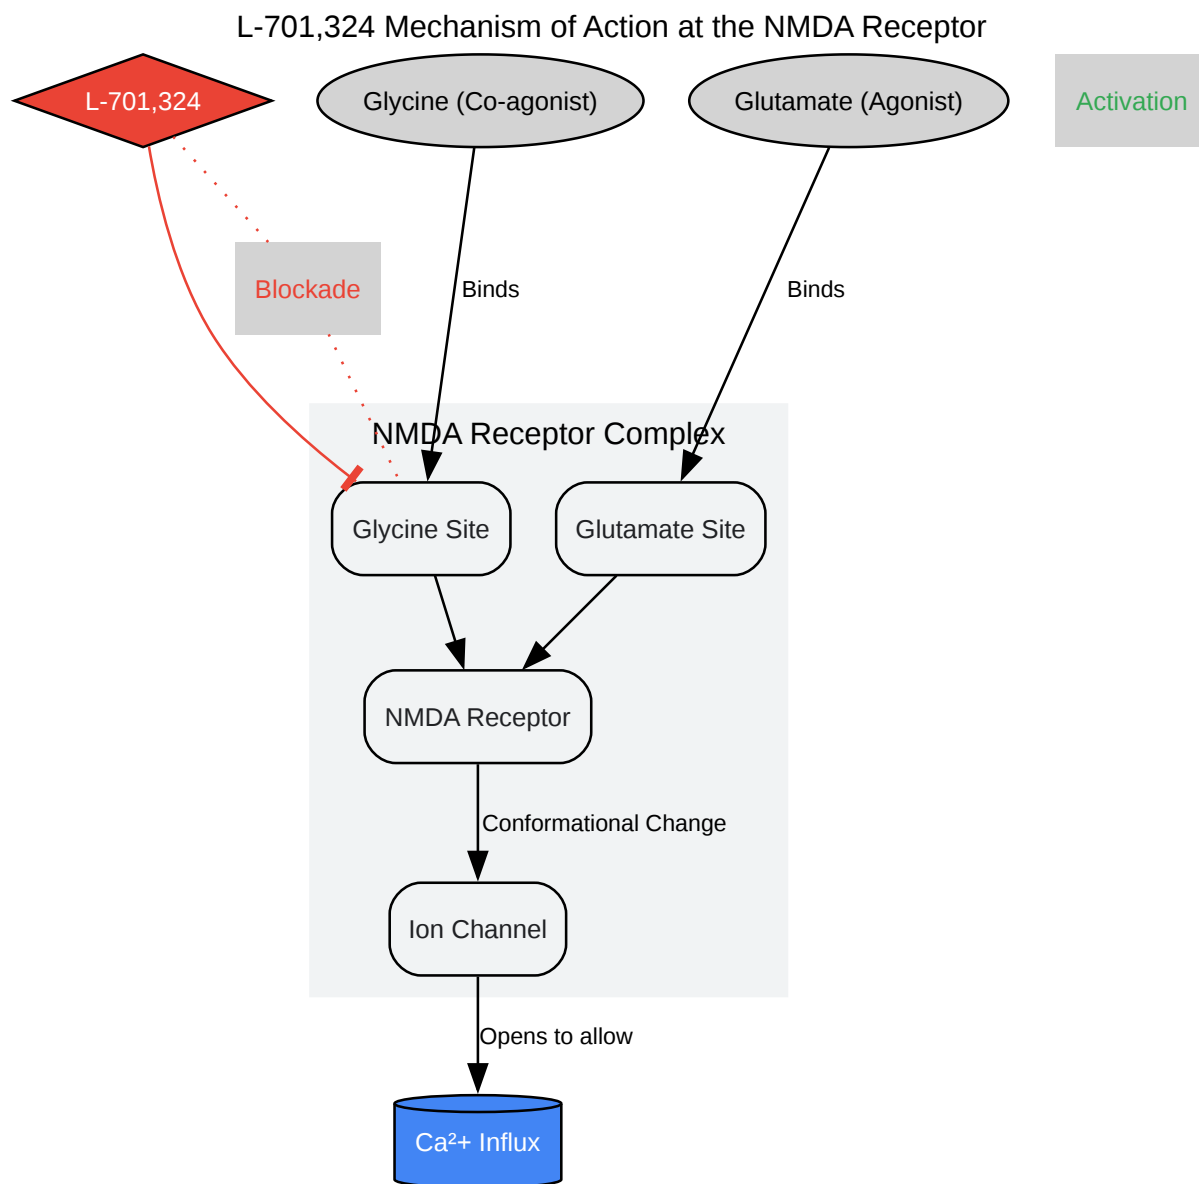 L-701,324 Mechanism of Action at the NMDA Receptor
L-701,324
Glycine (Co-agonist)
Glutamate (Agonist)
Activation
Blockade
Binds
Binds
NMDA Receptor Complex
Glycine Site
Glutamate Site
NMDA Receptor
Conformational Change
Ion Channel
Opens to allow
Ca²+ Influx